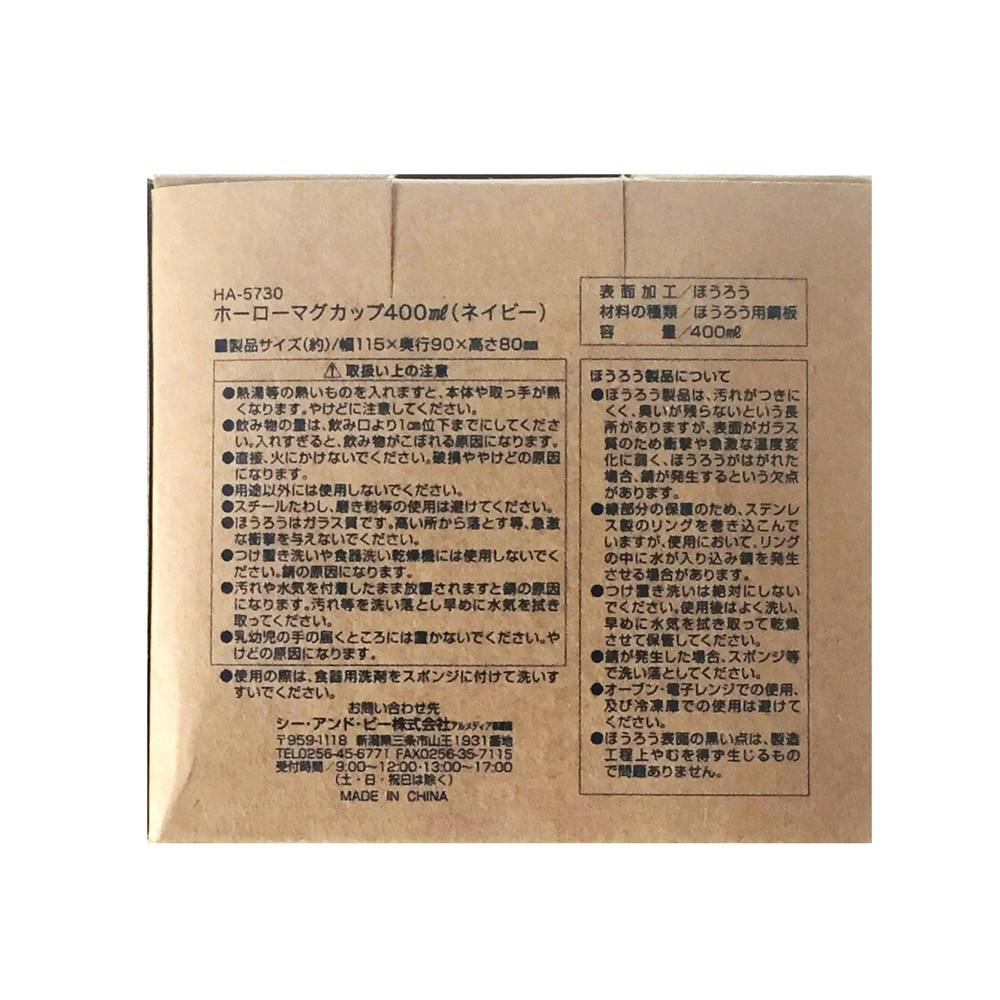 HA-5730
ホーローマグカップ400㎖(ネイビー)
■製品サイズ(約)/幅115×奥行90×高さ80㎜
⚠取扱い上の注意
●熱湯等の熱いものを入れますと、本体や取っ手が熱
くなります。やけどに注意してください。
●飲み物の量は、飲み口より1㎝位下までにしてくださ
い。入れすぎると、飲み物がこぼれる原因になります。
●直接、火にかけないでください。破損ややけどの原因
になります。
●用途以外には使用しないでください。
●スチールたわし、磨き粉等の使用は避けてください。
●ほうろうはガラス質です。高い所から落とす等、急激
な衝撃を与えないでください。
●つけ置き洗いや食器洗い乾燥機には使用しないでく
ださい。錆の原因になります。
●汚れや水気を付着したまま放置されますと錆の原因
になります。汚れ等を洗い落とし早めに水気を拭き
取ってください。
●乳幼児の手の届くところには置かないでください。や
けどの原因になります。
●使用の際は、食器用洗剤をスポンジに付けて洗いす
すいでください。
お問い合わせ先
シー・アンド・ピー株式会社アルメディア事業部
〒959-1118 新潟県三条市山王1931番地
TEL0256-45-6771 FAX0256-35-7115
受付時間/9:00~12:00・13:00~17:00
(土・日・祝日は除く)
MADE IN CHINA
表面加工/ほうろう
材料の種類/ほうろう用鋼板
容量/400㎖
ほうろう製品について
●ほうろう製品は、汚れがつきに
くく、臭いが残らないという長
所がありますが、表面がガラス
質のため衝撃や急激な温度変
化に弱く、ほうろうがはがれた
場合、錆が発生するという欠点
があります。
●縁部分の保護のため、ステンレ
ス製のリングを巻き込こんで
いますが、使用において、リング
の中に水が入り込み錆を発生
させる場合があります。
●つけ置き洗いは絶対にしない
でください。使用後はよく洗い、
早めに水気を拭き取って乾燥
させて保管してください。
●錆が発生した場合、スポンジ等
で洗い落としてください。
●オーブン・電子レンジでの使用、
及び冷凍庫での使用は避けて
ください。
●ほうろう表面の黒い点は、製造
工程上やむを得ず生じるもの
で問題ありません。